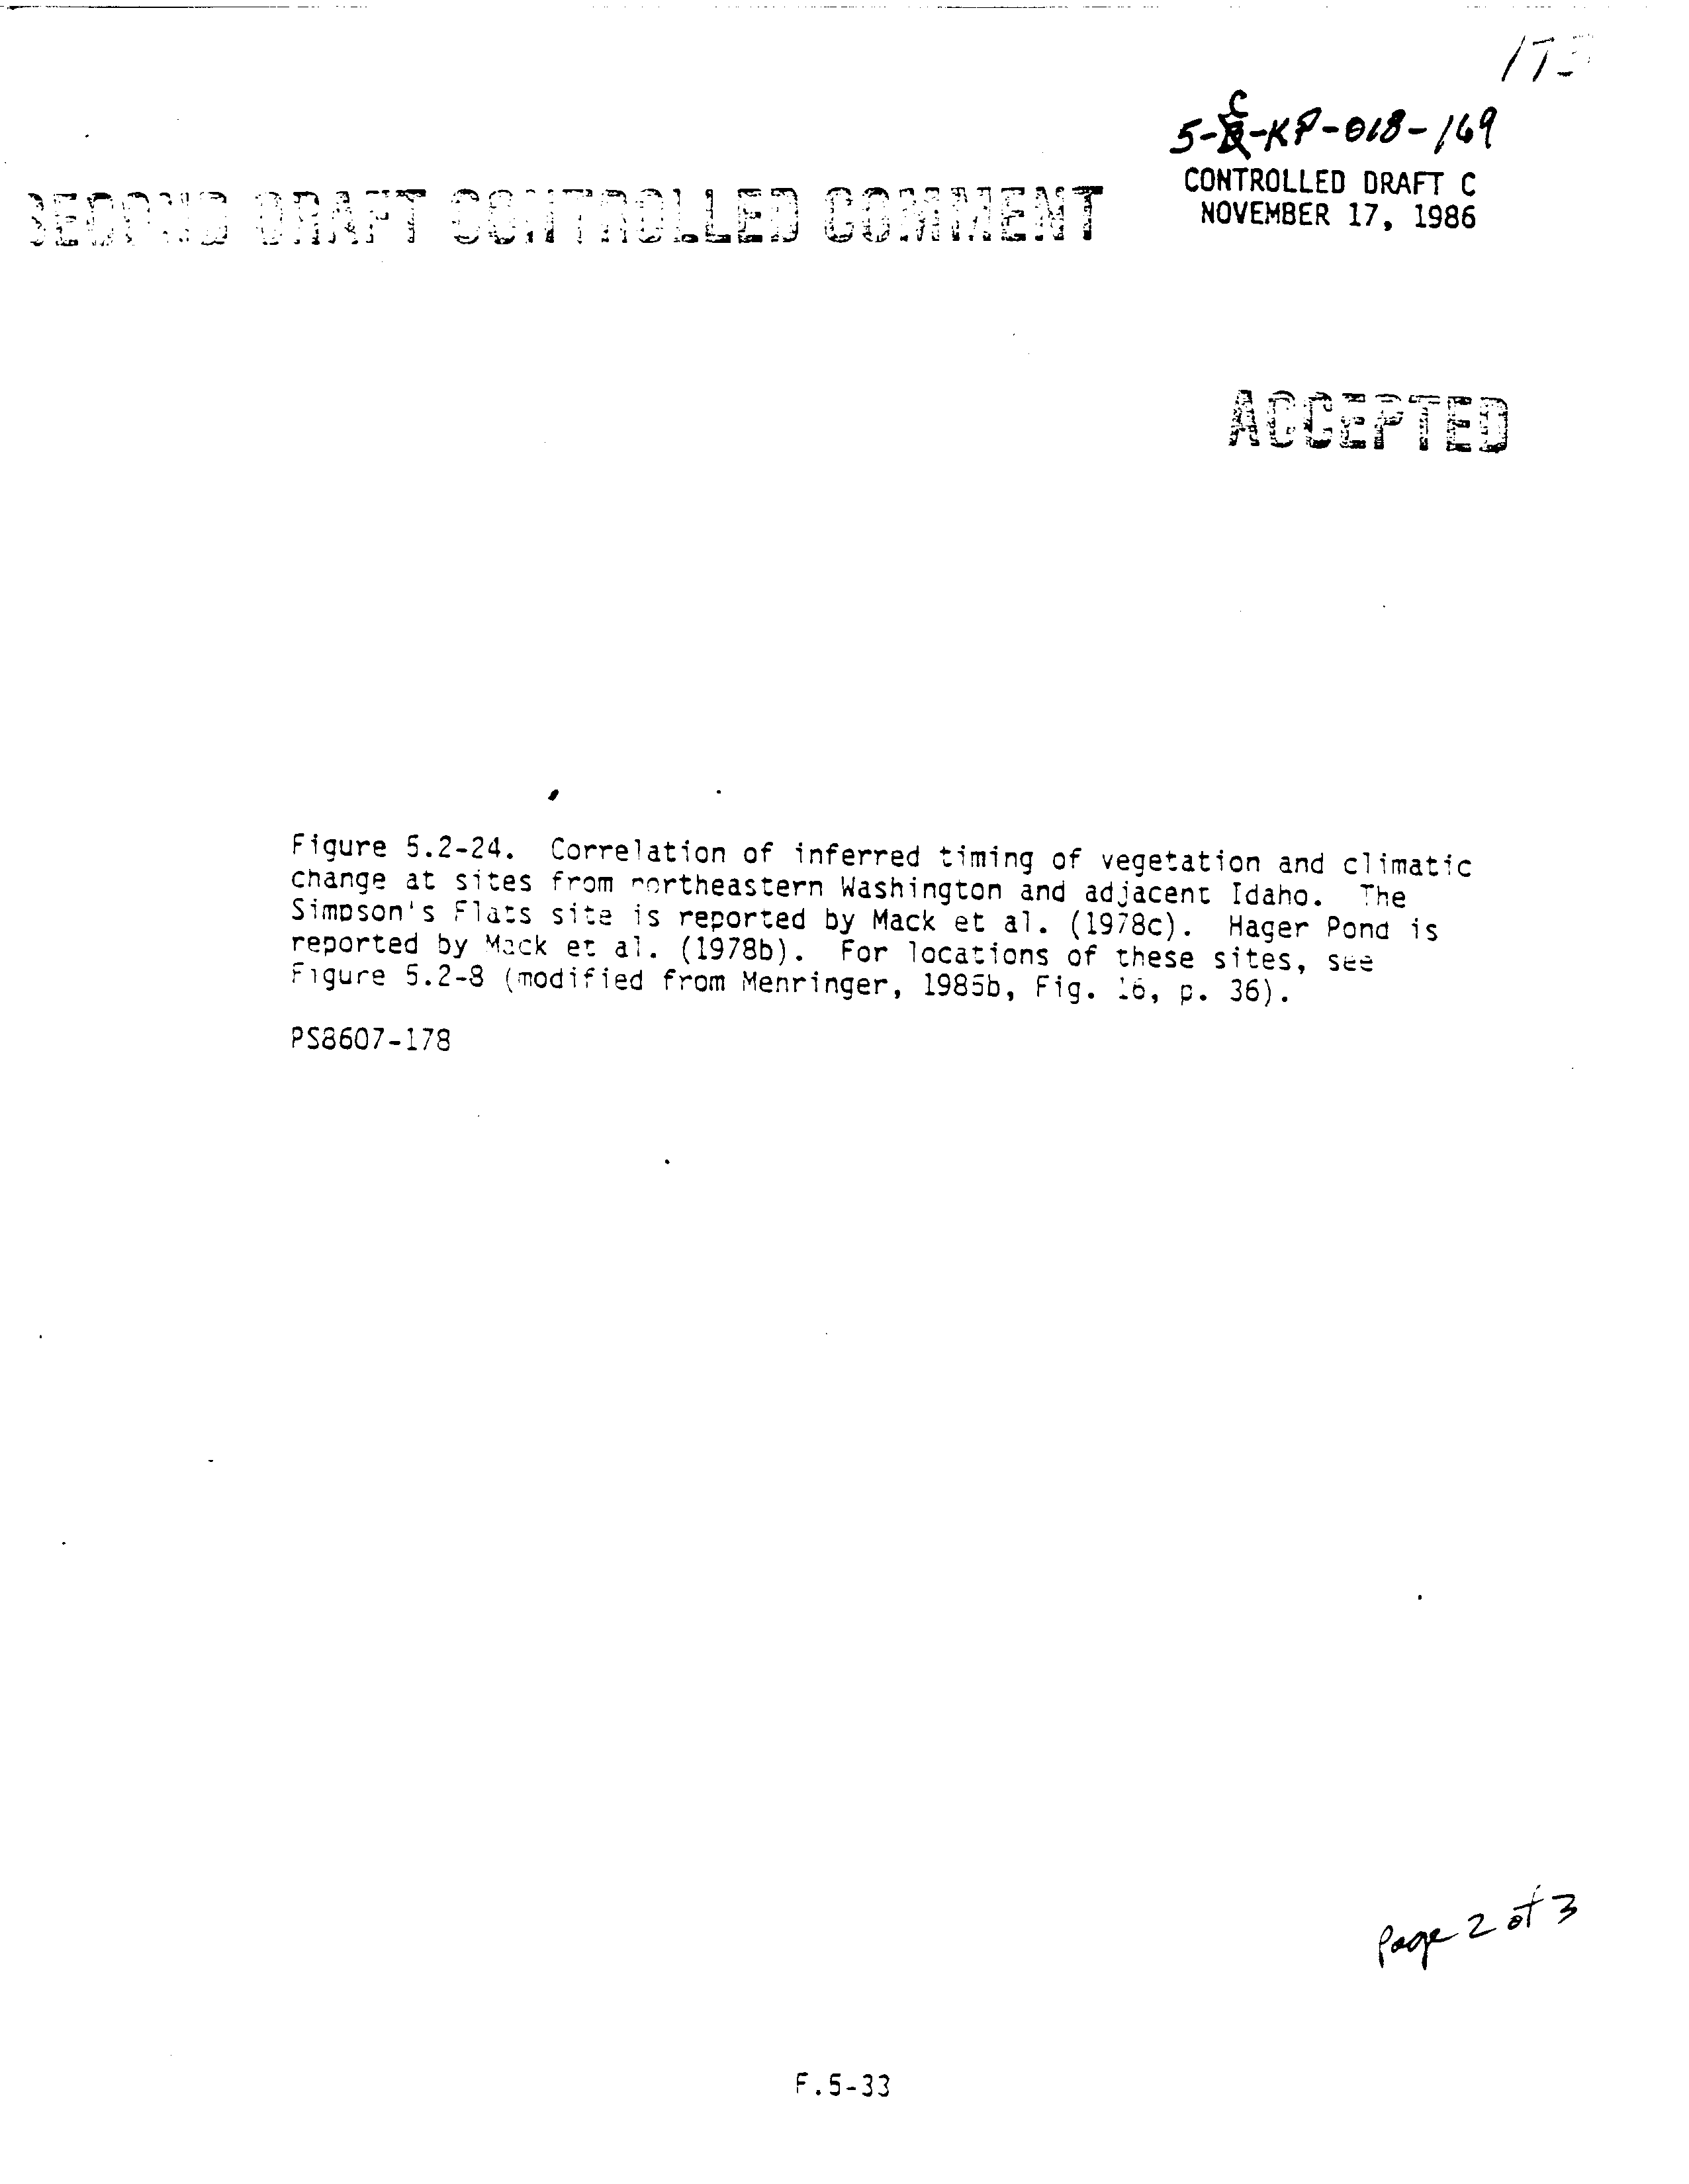 5-C-KP-018-169
CONTROLLED DRAFT C
NOVEMBER 17, 1986
SECOND DRAFT CONTROLLED COMMENT
ACCEPTED
Figure 5.2-24. Correlation of inferred timing of vegetation and climatic
change at sites from northeastern Washington and adjacent Idaho. The
Simpson's Flats site is reported by Mack et al. (1978c). Hager Pond is
reported by Mack et al. (1978b). For locations of these sites, see
Figure 5.2-8 (modified from Menringer, 1985b, Fig. 16, p. 36).
PS8607-178
Page 2 of 3
F.5-33